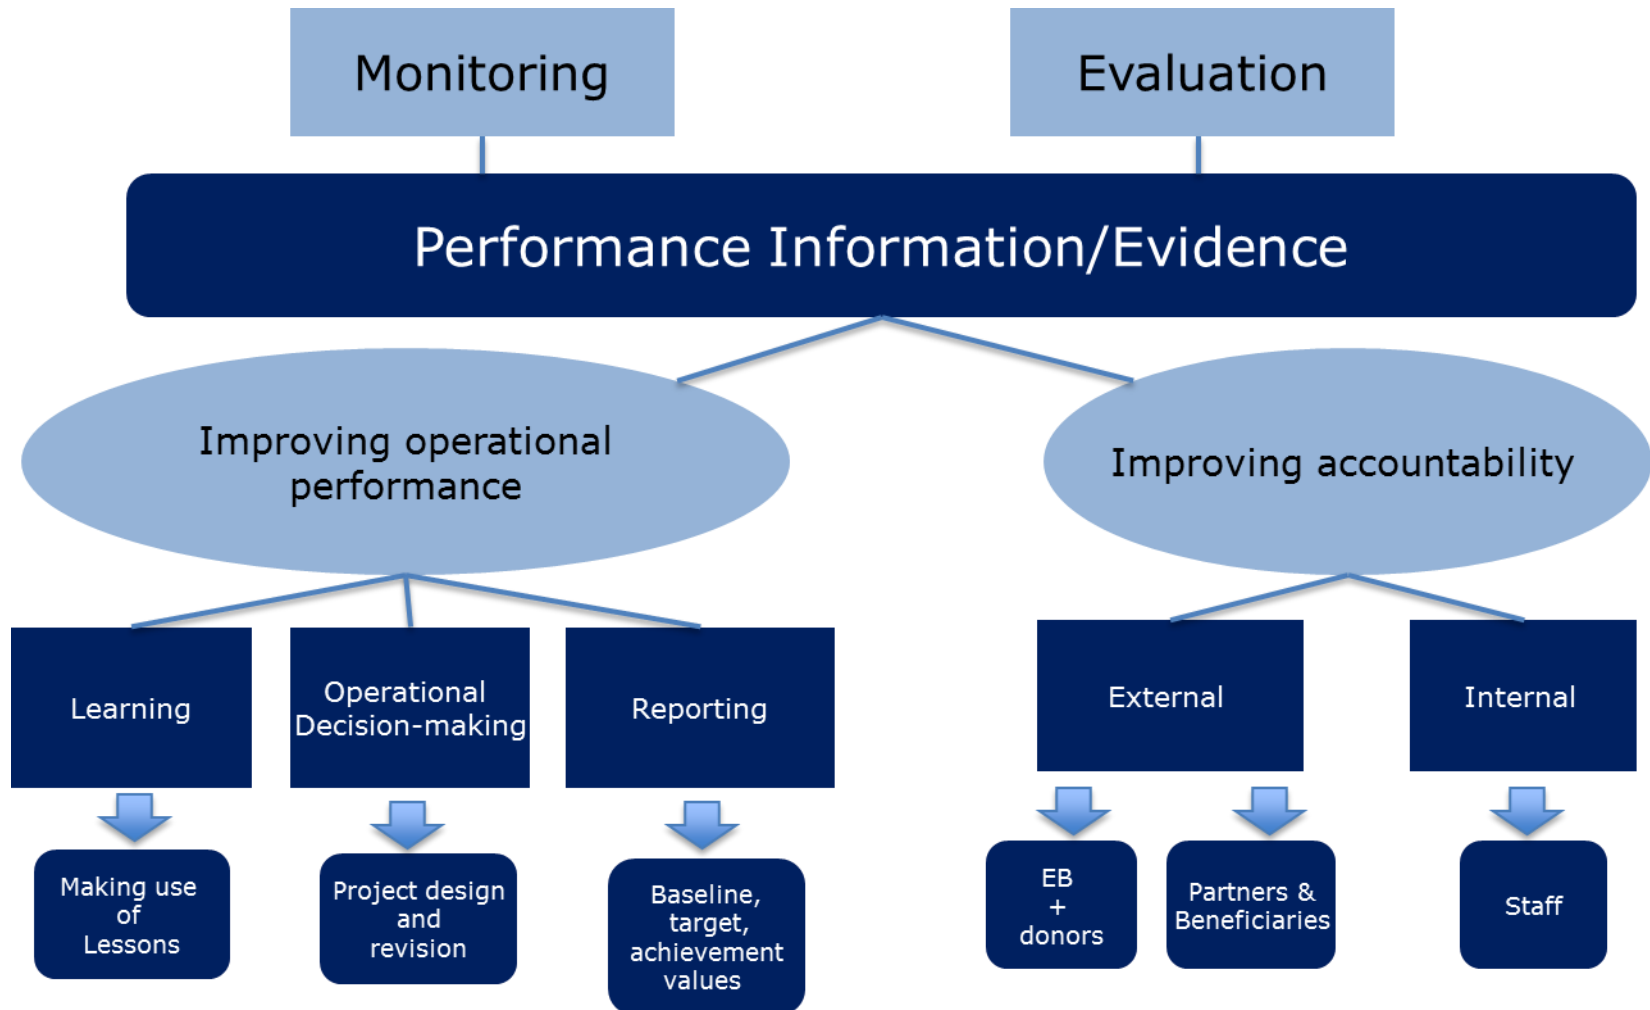 Monitoring
Evaluation
Performance Information/Evidence
Improving operational
performance
Improving accountability
Learning
Operational
Decision-making
Reporting
External
Internal
Making use
of
Lessons
Project design
and
revision
Baseline,
target,
achievement
values
EB
+
donors
Partners &
Beneficiaries
Staff